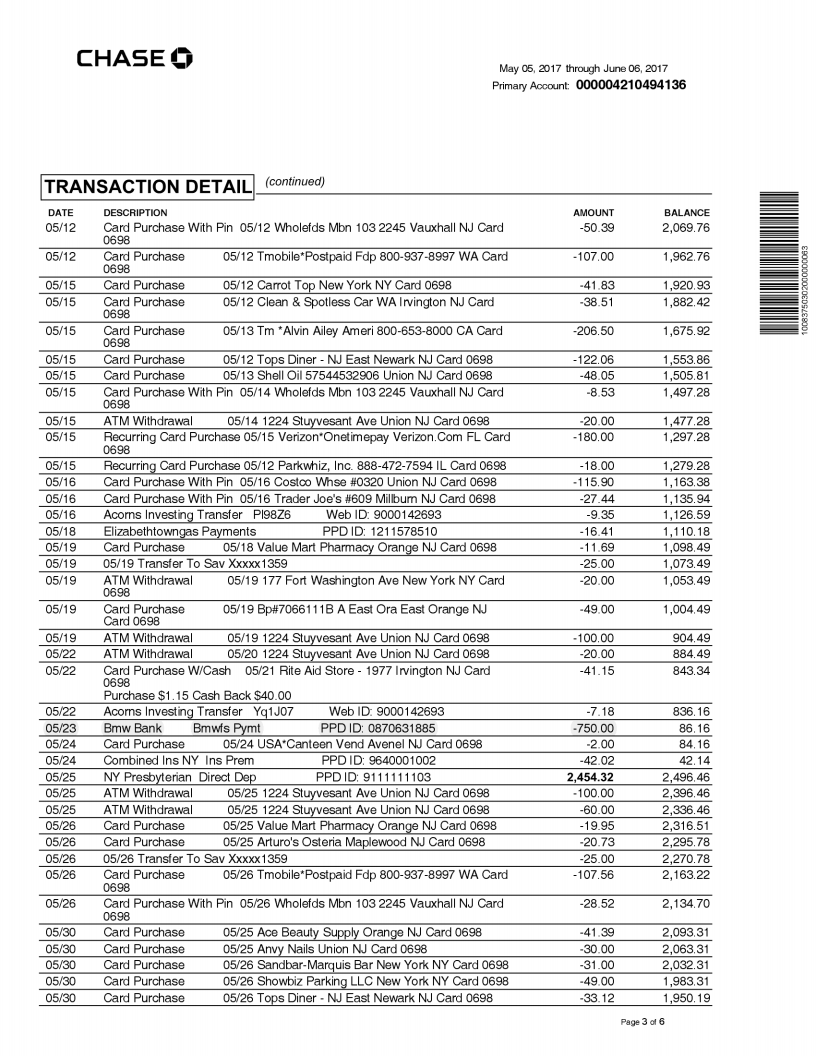 CHASE
May 05, 2017 through June 06, 2017
Primary Account: 000004210494136
TRANSACTION DETAIL (continued)
DATE DESCRIPTION AMOUNT BALANCE
05/12 Card Purchase With Pin 05/12 Wholefds Mbn 103 2245 Vauxhall NJ Card -50.39 2,069.76
0698
05/12 Card Purchase 05/12 Tmobile*Postpaid Fdp 800-937-8997 WA Card -107.00 1,962.76
0698
05/15 Card Purchase 05/12 Carrot Top New York NY Card 0698 -41.83 1,920.93
05/15 Card Purchase 05/12 Clean & Spotless Car WA Irvington NJ Card -38.51 1,882.42
0698
05/15 Card Purchase 05/13 Tm *Alvin Ailey Ameri 800-653-8000 CA Card -206.50 1,675.92
0698
05/15 Card Purchase 05/12 Tops Diner - NJ East Newark NJ Card 0698 -122.06 1,553.86
05/15 Card Purchase 05/13 Shell Oil 57544532906 Union NJ Card 0698 -48.05 1,505.81
05/15 Card Purchase With Pin 05/14 Wholefds Mbn 103 2245 Vauxhall NJ Card -8.53 1,497.28
0698
05/15 ATM Withdrawal 05/14 1224 Stuyvesant Ave Union NJ Card 0698 -20.00 1,477.28
05/15 Recurring Card Purchase 05/15 Verizon*Onetimepay Verizon.Com FL Card -180.00 1,297.28
0698
05/15 Recurring Card Purchase 05/12 Parkwhiz, Inc. 888-472-7594 IL Card 0698 -18.00 1,279.28
05/16 Card Purchase With Pin 05/16 Costco Whse #0320 Union NJ Card 0698 -115.90 1,163.38
05/16 Card Purchase With Pin 05/16 Trader Joe's #609 Millburn NJ Card 0698 -27.44 1,135.94
05/16 Acorns Investing Transfer Pl98Z6 Web ID: 9000142693 -9.35 1,126.59
05/18 Elizabethtowngas Payments PPD ID: 1211578510 -16.41 1,110.18
05/19 Card Purchase 05/18 Value Mart Pharmacy Orange NJ Card 0698 -11.69 1,098.49
05/19 05/19 Transfer To Sav Xxxxx1359 -25.00 1,073.49
05/19 ATM Withdrawal 05/19 177 Fort Washington Ave New York NY Card -20.00 1,053.49
0698
05/19 Card Purchase 05/19 Bp#7066111B A East Ora East Orange NJ -49.00 1,004.49
Card 0698
05/19 ATM Withdrawal 05/19 1224 Stuyvesant Ave Union NJ Card 0698 -100.00 904.49
05/22 ATM Withdrawal 05/20 1224 Stuyvesant Ave Union NJ Card 0698 -20.00 884.49
05/22 Card Purchase W/Cash 05/21 Rite Aid Store - 1977 Irvington NJ Card -41.15 843.34
0698
Purchase $1.15 Cash Back $40.00
05/22 Acorns Investing Transfer Yq1J07 Web ID: 9000142693 -7.18 836.16
05/23 Bmw Bank Bmwfs Pymt PPD ID: 0870631885 -750.00 86.16
05/24 Card Purchase 05/24 USA*Canteen Vend Avenel NJ Card 0698 -2.00 84.16
05/24 Combined Ins NY Ins Prem PPD ID: 9640001002 -42.02 42.14
05/25 NY Presbyterian Direct Dep PPD ID: 9111111103 2,454.32 2,496.46
05/25 ATM Withdrawal 05/25 1224 Stuyvesant Ave Union NJ Card 0698 -100.00 2,396.46
05/25 ATM Withdrawal 05/25 1224 Stuyvesant Ave Union NJ Card 0698 -60.00 2,336.46
05/26 Card Purchase 05/25 Value Mart Pharmacy Orange NJ Card 0698 -19.95 2,316.51
05/26 Card Purchase 05/25 Arturo's Osteria Maplewood NJ Card 0698 -20.73 2,295.78
05/26 05/26 Transfer To Sav Xxxxx1359 -25.00 2,270.78
05/26 Card Purchase 05/26 Tmobile*Postpaid Fdp 800-937-8997 WA Card -107.56 2,163.22
0698
05/26 Card Purchase With Pin 05/26 Wholefds Mbn 103 2245 Vauxhall NJ Card -28.52 2,134.70
0698
05/30 Card Purchase 05/25 Ace Beauty Supply Orange NJ Card 0698 -41.39 2,093.31
05/30 Card Purchase 05/25 Anvy Nails Union NJ Card 0698 -30.00 2,063.31
05/30 Card Purchase 05/26 Sandbar-Marquis Bar New York NY Card 0698 -31.00 2,032.31
05/30 Card Purchase 05/26 Showbiz Parking LLC New York NY Card 0698 -49.00 1,983.31
05/30 Card Purchase 05/26 Tops Diner - NJ East Newark NJ Card 0698 -33.12 1,950.19
10083750302000000063
Page 3 of 6